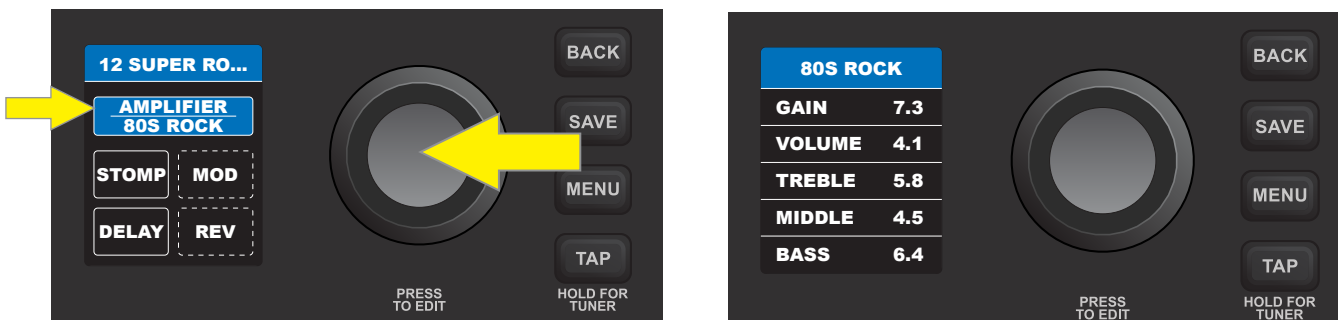 12 SUPER RO...
AMPLIFIER
80S ROCK
STOMP MOD
DELAY REV
PRESS
TO EDIT
BACK
SAVE
MENU
TAP
HOLD FOR
TUNER
80S ROCK
GAIN 7.3
VOLUME 4.1
TREBLE 5.8
MIDDLE 4.5
BASS 6.4
PRESS
TO EDIT
BACK
SAVE
MENU
TAP
HOLD FOR
TUNER